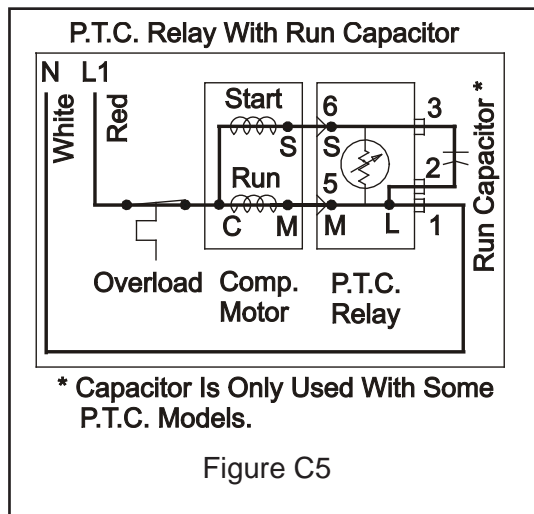 P.T.C. Relay With Run Capacitor
N L1
White
Red
Start
Run
S
C
M
6
S
5
M
L
3
2
1
Run Capacitor *
Overload
Comp.
Motor
P.T.C.
Relay
* Capacitor Is Only Used With Some
P.T.C. Models.
Figure C5